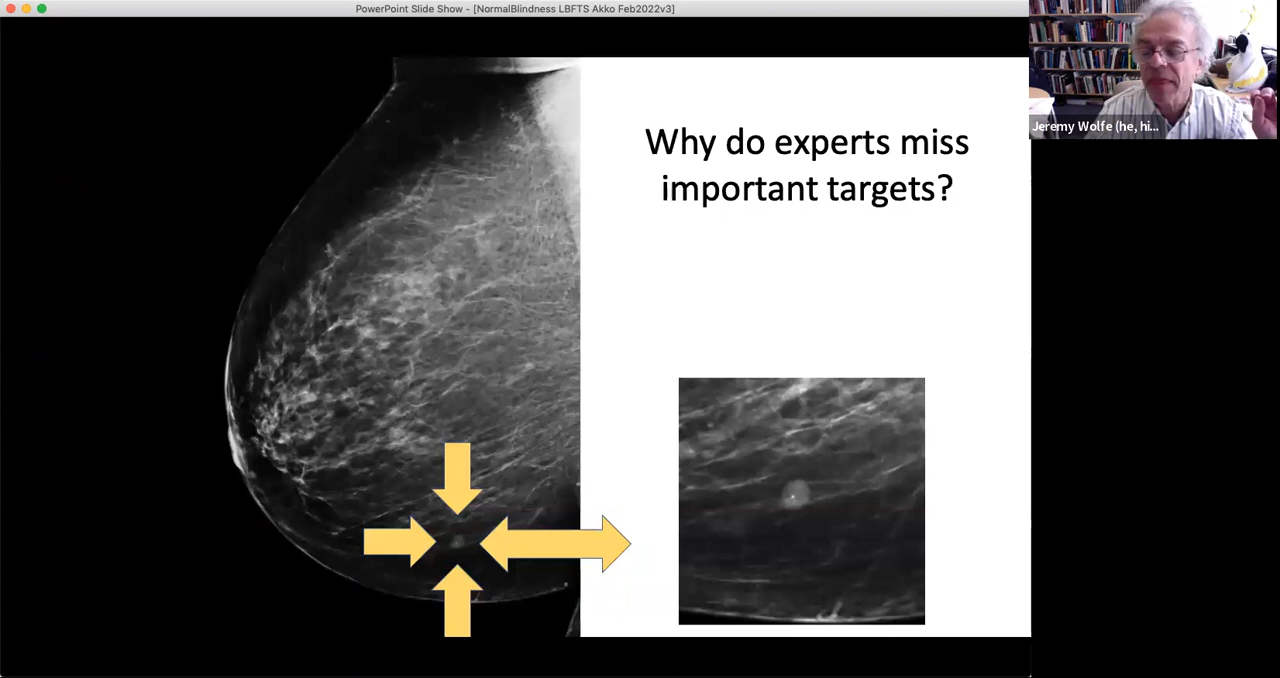 PowerPoint Slide Show - [NormalBlindness LBFTS Akko Feb2022v3]
Why do experts miss
important targets?
Jeremy Wolfe (he, hi...